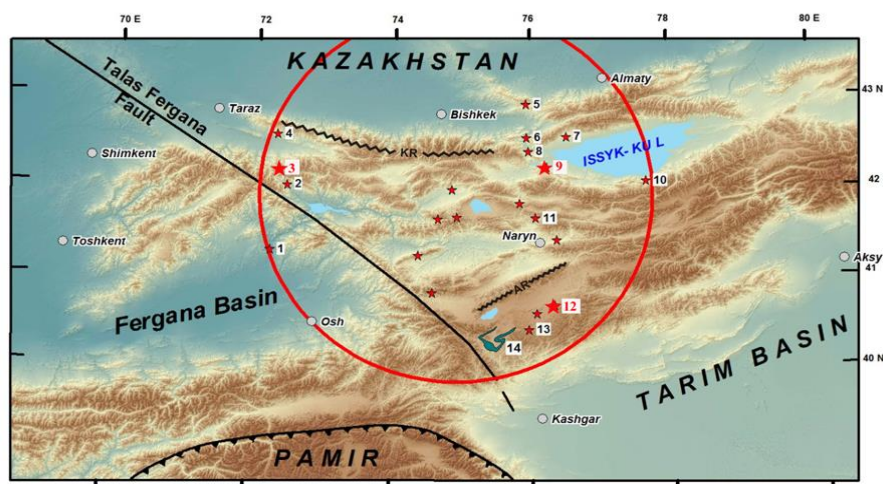 70 E
72
74
76
78
80 E
KAZAKHSTAN
Talas Fergana
Fault
Taraz
Bishkek
Almaty
43 N
5
4
KR
6
7
8
ISSYK- KU L
Shimkent
3
9
42
2
10
11
Toshkent
1
Naryn
Aksy
41
Fergana Basin
AR
12
Osh
13
14
40 N
TARIM BASIN
Kashgar
PAMIR